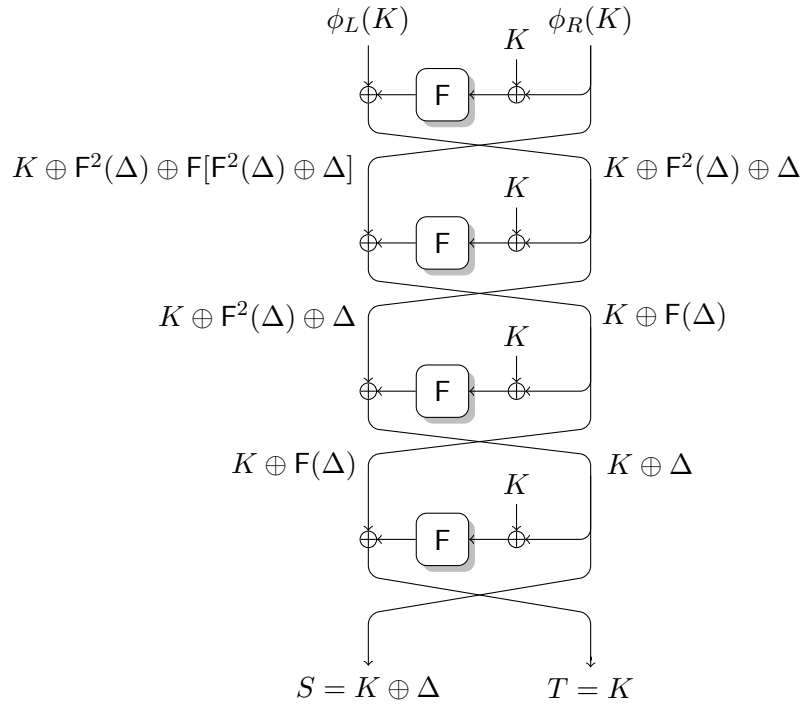 ϕ_L(K) ϕ_R(K)
K
F
K ⊕ F²(Δ) ⊕ F[F²(Δ) ⊕ Δ] K ⊕ F²(Δ) ⊕ Δ
K
F
K ⊕ F²(Δ) ⊕ Δ K ⊕ F(Δ)
K
F
K ⊕ F(Δ) K ⊕ Δ
K
F
S = K ⊕ Δ T = K